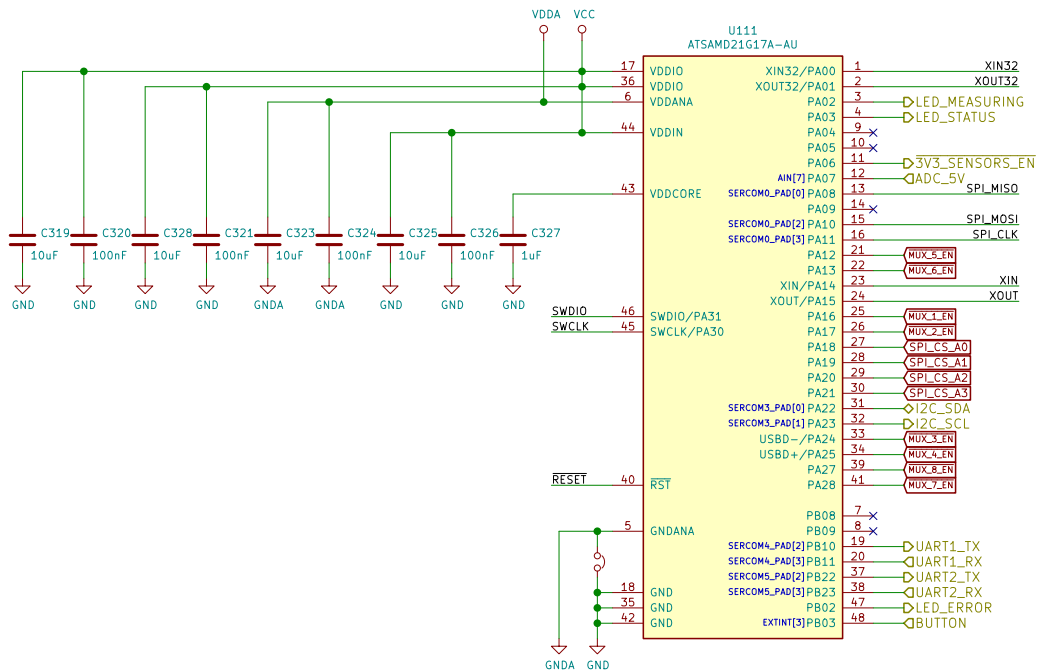 VDDA VCC
U111
ATSAMD21G17A-AU
17 VDDIO XIN32/PA00 1 XIN32
36 VDDIO XOUT32/PA01 2 XOUT32
6 VDDANA PA02 3 LED_MEASURING
PA03 4 LED_STATUS
44 VDDIN PA04 9
PA05 10
PA06 11 3V3_SENSORS_EN
AIN[7] PA07 12 ADC_5V
43 VDDCORE SERCOM0_PAD[0] PA08 13 SPI_MISO
PA09 14
SERCOM0_PAD[2] PA10 15 SPI_MOSI
C319 C320 C328 C321 C323 C324 C325 C326 C327 SERCOM0_PAD[3] PA11 16 SPI_CLK
10uF 100nF 10uF 100nF 10uF 100nF 10uF 100nF 1uF PA12 21 MUX_5_EN
PA13 22 MUX_6_EN
XIN/PA14 23 XIN
GND GND GND GND GNDA GNDA GND GND GND XOUT/PA15 24 XOUT
SWDIO 46 SWDIO/PA31 PA16 25 MUX_1_EN
SWCLK 45 SWCLK/PA30 PA17 26 MUX_2_EN
PA18 27 SPI_CS_A0
PA19 28 SPI_CS_A1
PA20 29 SPI_CS_A2
PA21 30 SPI_CS_A3
SERCOM3_PAD[0] PA22 31 I2C_SDA
SERCOM3_PAD[1] PA23 32 I2C_SCL
USBD-/PA24 33 MUX_3_EN
USBD+/PA25 34 MUX_4_EN
PA27 39 MUX_8_EN
RESET 40 RST PA28 41 MUX_7_EN
PB08 7
5 GNDANA PB09 8
SERCOM4_PAD[2] PB10 19 UART1_TX
SERCOM4_PAD[3] PB11 20 UART1_RX
SERCOM5_PAD[2] PB22 37 UART2_TX
18 GND SERCOM5_PAD[3] PB23 38 UART2_RX
35 GND PB02 47 LED_ERROR
42 GND EXTINT[3] PB03 48 BUTTON
GNDA GND